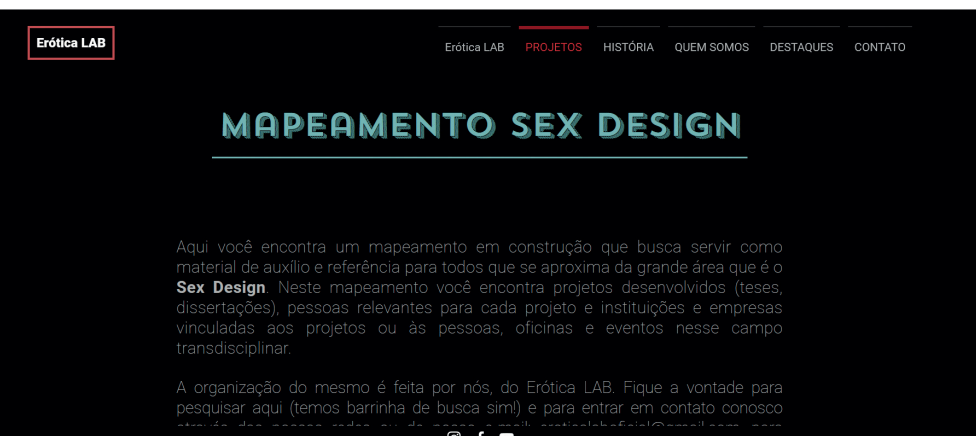 Erótica LAB
Erótica LAB PROJETOS HISTÓRIA QUEM SOMOS DESTAQUES CONTATO
MAPEAMENTO SEX DESIGN
Aqui você encontra um mapeamento em construção que busca servir como
material de auxílio e referência para todos que se aproxima da grande área que é o
Sex Design. Neste mapeamento você encontra projetos desenvolvidos (teses,
dissertações), pessoas relevantes para cada projeto e instituições e empresas
vinculadas aos projetos ou às pessoas, oficinas e eventos nesse campo
transdisciplinar.
A organização do mesmo é feita por nós, do Erótica LAB. Fique a vontade para
pesquisar aqui (temos barrinha de busca sim!) e para entrar em contato conosco